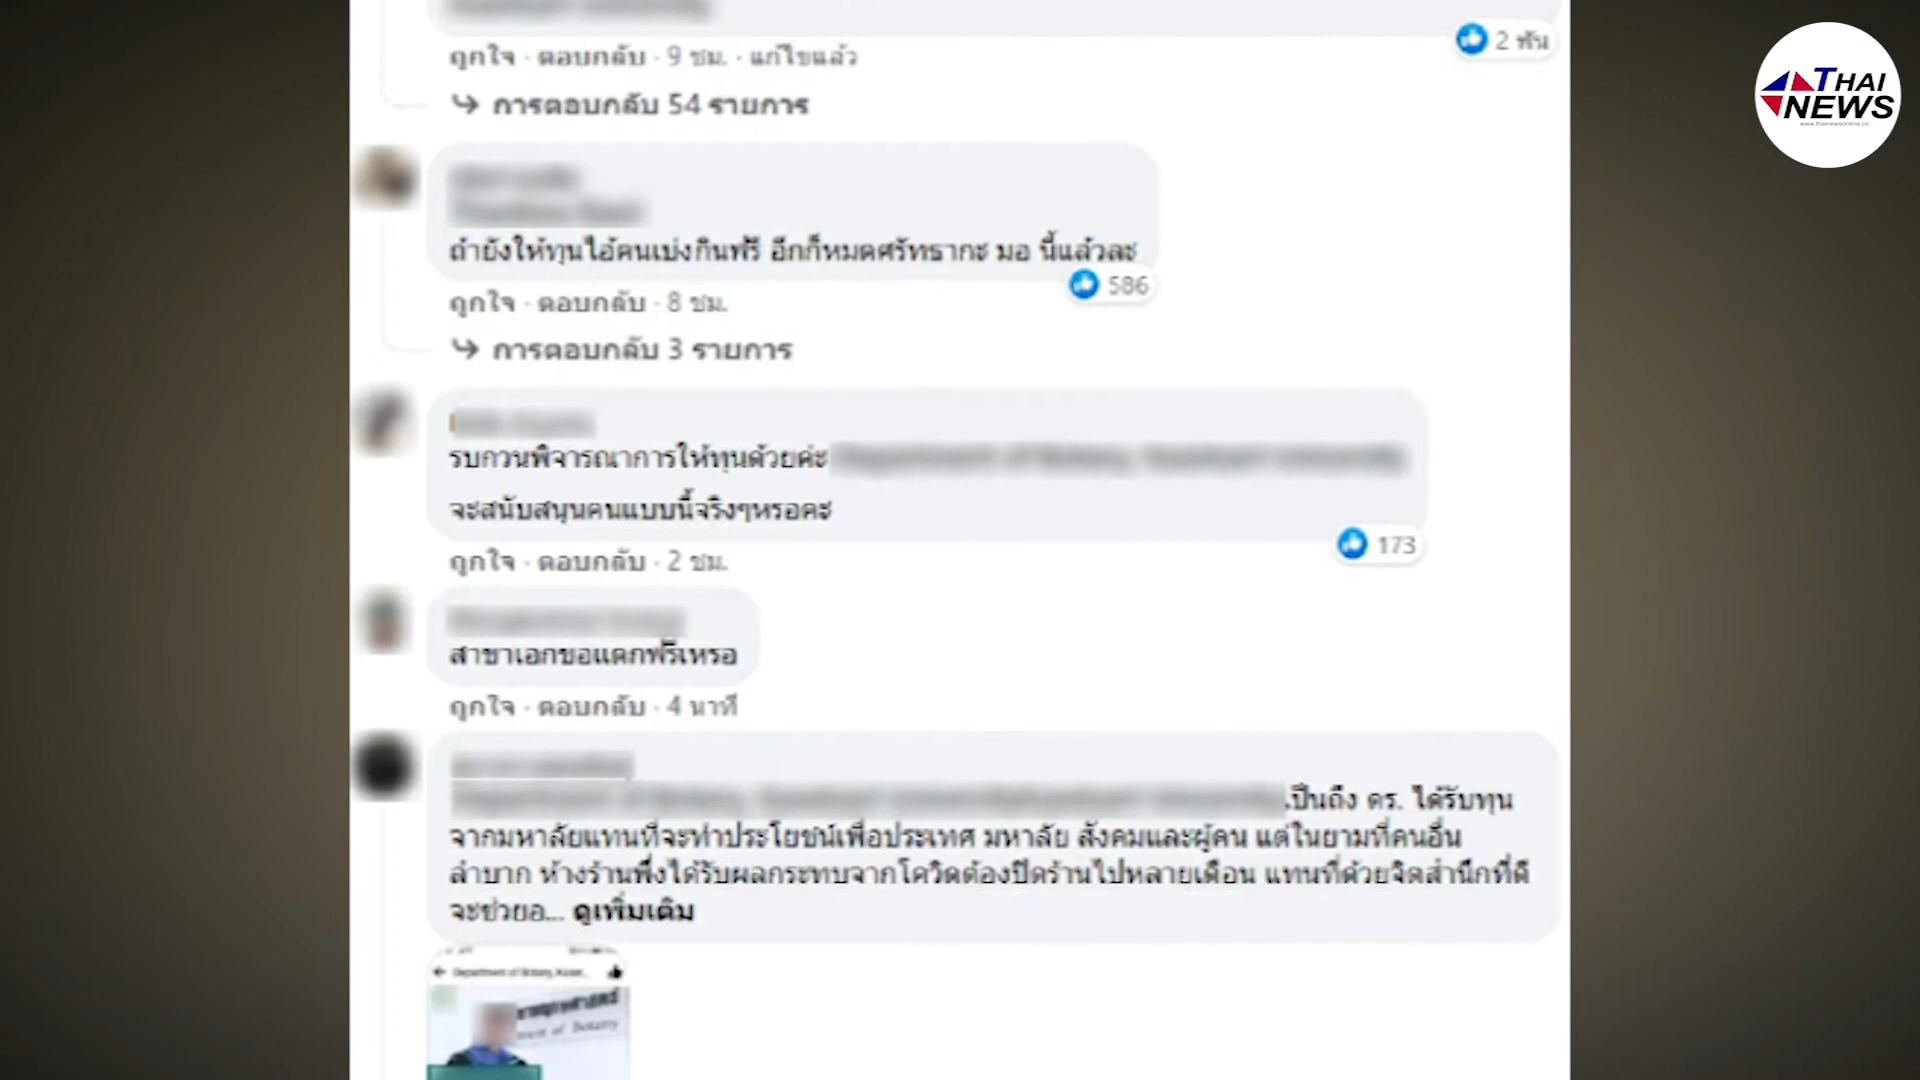 ถูกใจ · ตอบกลับ · 9 ชม. · แก้ไขแล้ว
2 พัน
THAI NEWS
www.thainewsonline.co
การตอบกลับ 54 รายการ
ถ้ายังให้ทุนไอ้คนเบ่งกินฟรี อีกก็หมดศรัทธากะ มอ นี้แล้วละ
586
ถูกใจ · ตอบกลับ · 8 ชม.
การตอบกลับ 3 รายการ
รบกวนพิจารณาการให้ทุนด้วยค่ะ
จะสนับสนุนคนแบบนี้จริงๆหรอคะ
173
ถูกใจ · ตอบกลับ · 2 ชม.
สาขาเอกขอแดกฟรีเหรอ
ถูกใจ · ตอบกลับ · 4 นาที
เป็นถึง ดร. ได้รับทุน
จากมหาลัยแทนที่จะทำประโยชน์เพื่อประเทศ มหาลัย สังคมและผู้คน แต่ในยามที่คนอื่น
ลำบาก ห้างร้านพึ่งได้รับผลกระทบจากโควิดต้องปิดร้านไปหลายเดือน แทนที่ด้วยจิตสำนึกที่ดี
จะช่วยอ... ดูเพิ่มเติม
Department of Botany,